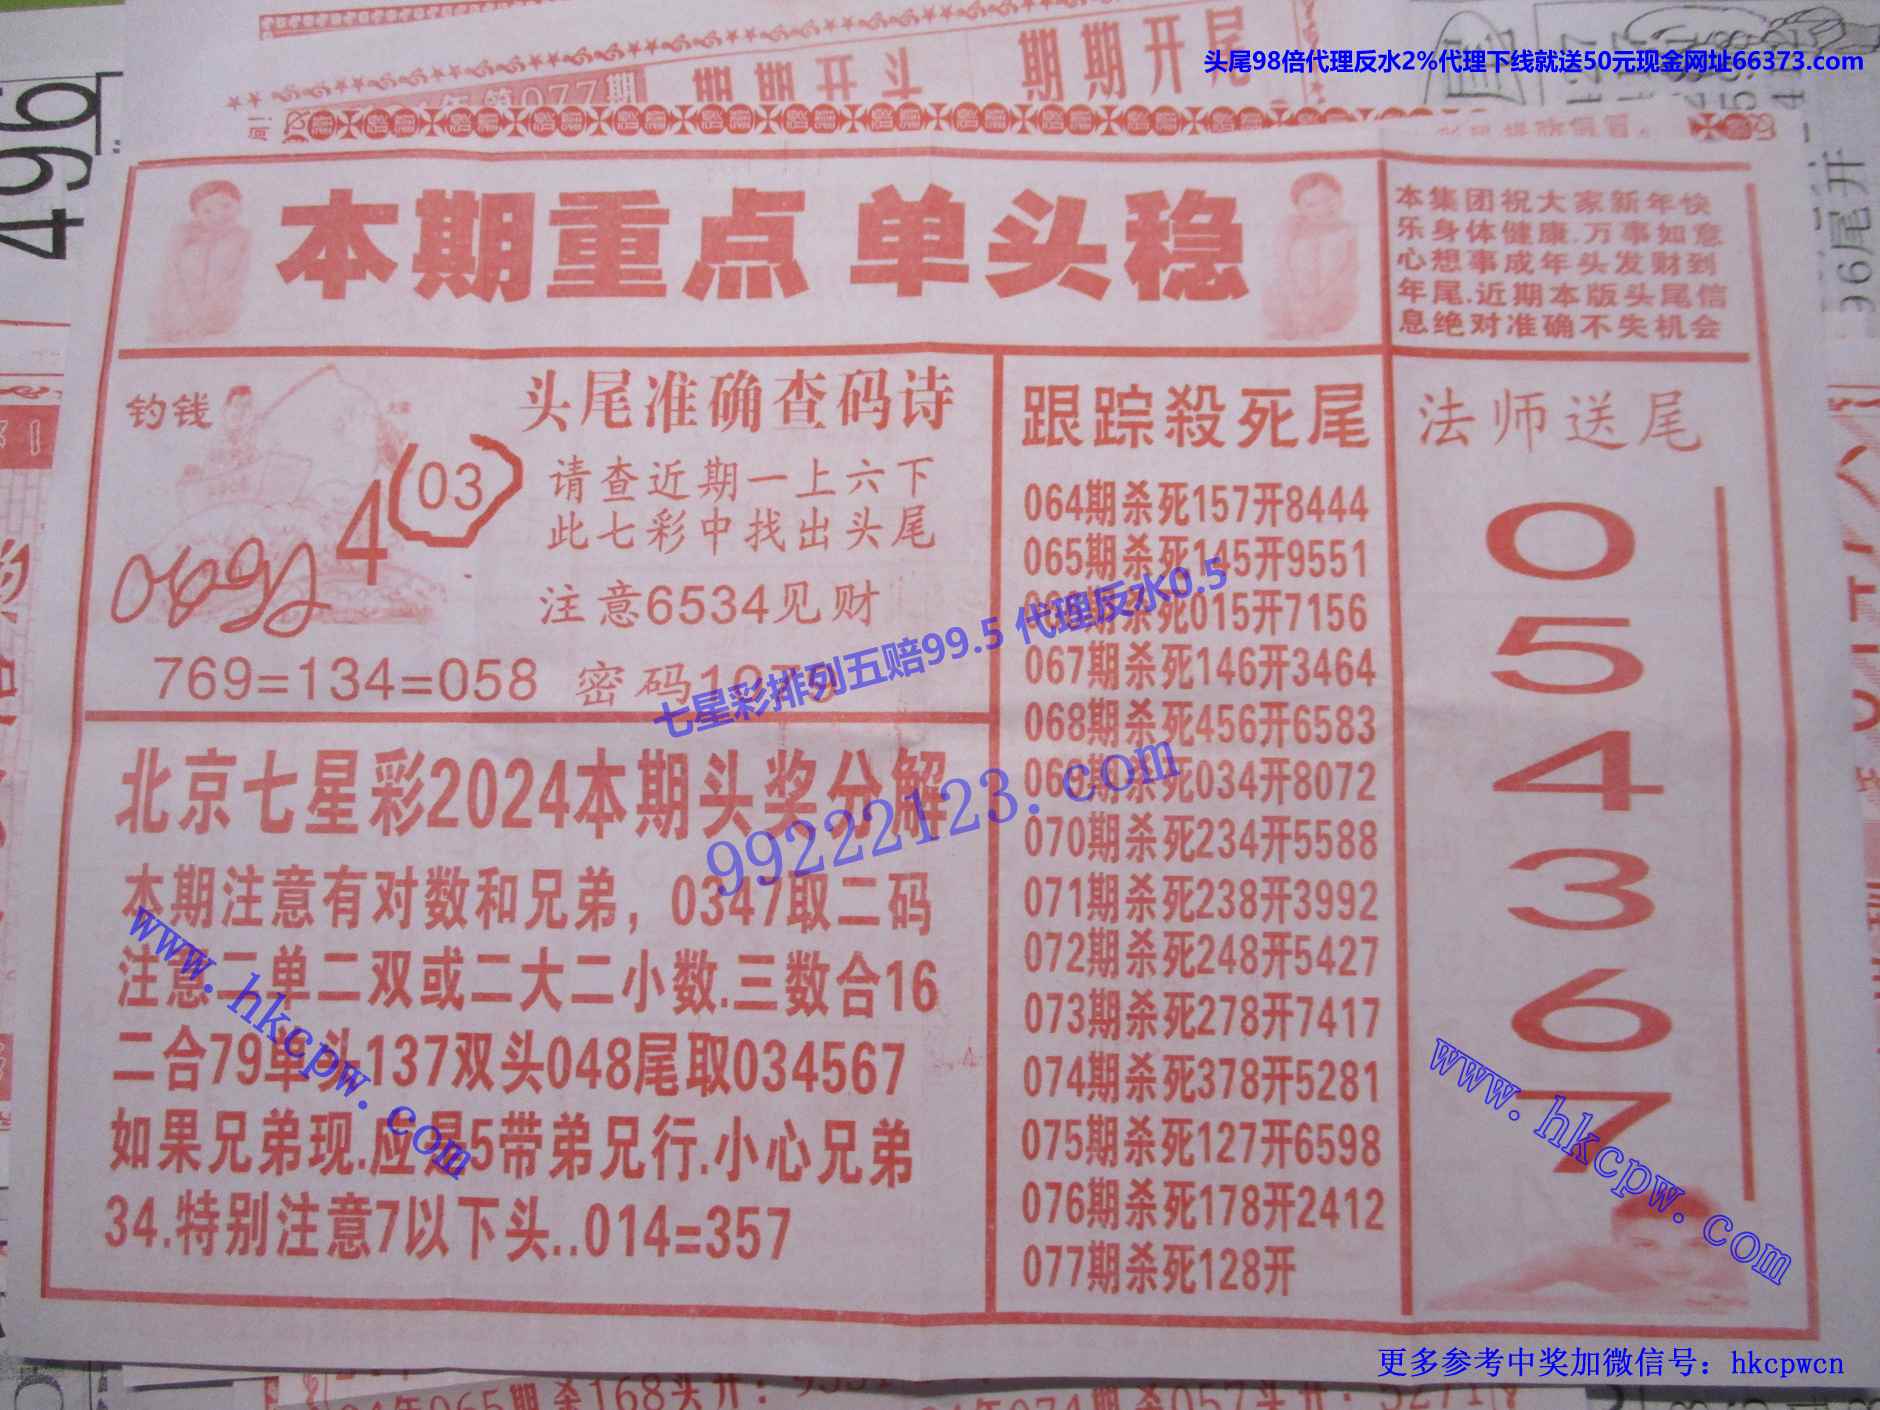 头尾98倍代理反水2%代理下线就送50元现金网址66373.com
期期开尾
第077期
496
96尾开
本期重点 单头稳
本集团祝大家新年快
乐身体健康.万事如意
心想事成年头发财到
年尾.近期本版头尾信
息绝对准确不失机会
钓钱
4
03
头尾准确查码诗
请查近期一上六下
此七彩中找出头尾
注意6534见财
769=134=058 密码
七星彩排列五赔99.5 代理反水0.5
99222123.com
北京七星彩2024本期头奖分解
本期注意有对数和兄弟，0347取二码
注意二单二双或二大二小数.三数合16
二合79单头137双头048尾取034567
如果兄弟现.应是5带弟兄行.小心兄弟
34.特别注意7以下头..014=357
www.hkcpw.com
跟踪殺死尾
064期杀死157开8444
065期杀死145开9551
066期杀死015开7156
067期杀死146开3464
068期杀死456开6583
069期杀死034开8072
070期杀死234开5588
071期杀死238开3992
072期杀死248开5427
073期杀死278开7417
074期杀死378开5281
075期杀死127开6598
076期杀死178开2412
077期杀死128开
法师送尾
0
5
4
3
6
7
www.hkcpw.com
更多参考中奖加微信号：hkcpwcn